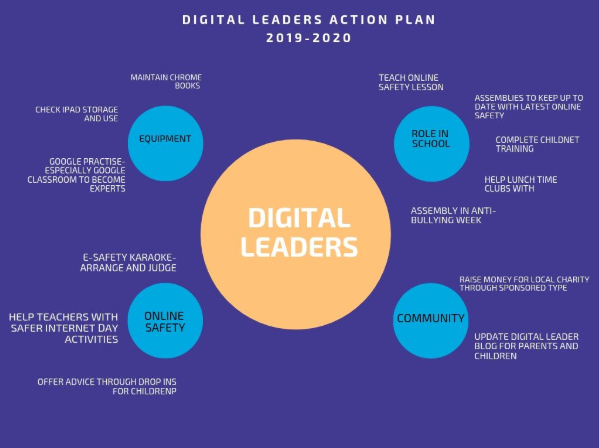 DIGITAL LEADERS ACTION PLAN
2019-2020
MAINTAIN CHROME
BOOKS
CHECK IPAD STORAGE
AND USE
EQUIPMENT
GOOGLE PRACTISE-
ESPECIALLY GOOGLE
CLASSROOM TO BECOME
EXPERTS
TEACH ONLINE
SAFETY LESSON
ASSEMBLIES TO KEEP UP TO
DATE WITH LATEST ONLINE
SAFETY
ROLE IN
SCHOOL
COMPLETE CHILDNET
TRAINING
HELP LUNCH TIME
CLUBS WITH
ASSEMBLY IN ANTI-
BULLYING WEEK
DIGITAL
LEADERS
E-SAFETY KARAOKE-
ARRANGE AND JUDGE
HELP TEACHERS WITH
SAFER INTERNET DAY
ACTIVITIES
ONLINE
SAFETY
OFFER ADVICE THROUGH DROP INS
FOR CHILDRENP
RAISE MONEY FOR LOCAL CHARITY
THROUGH SPONSORED TYPE
COMMUNITY
UPDATE DIGITAL LEADER
BLOG FOR PARENTS AND
CHILDREN